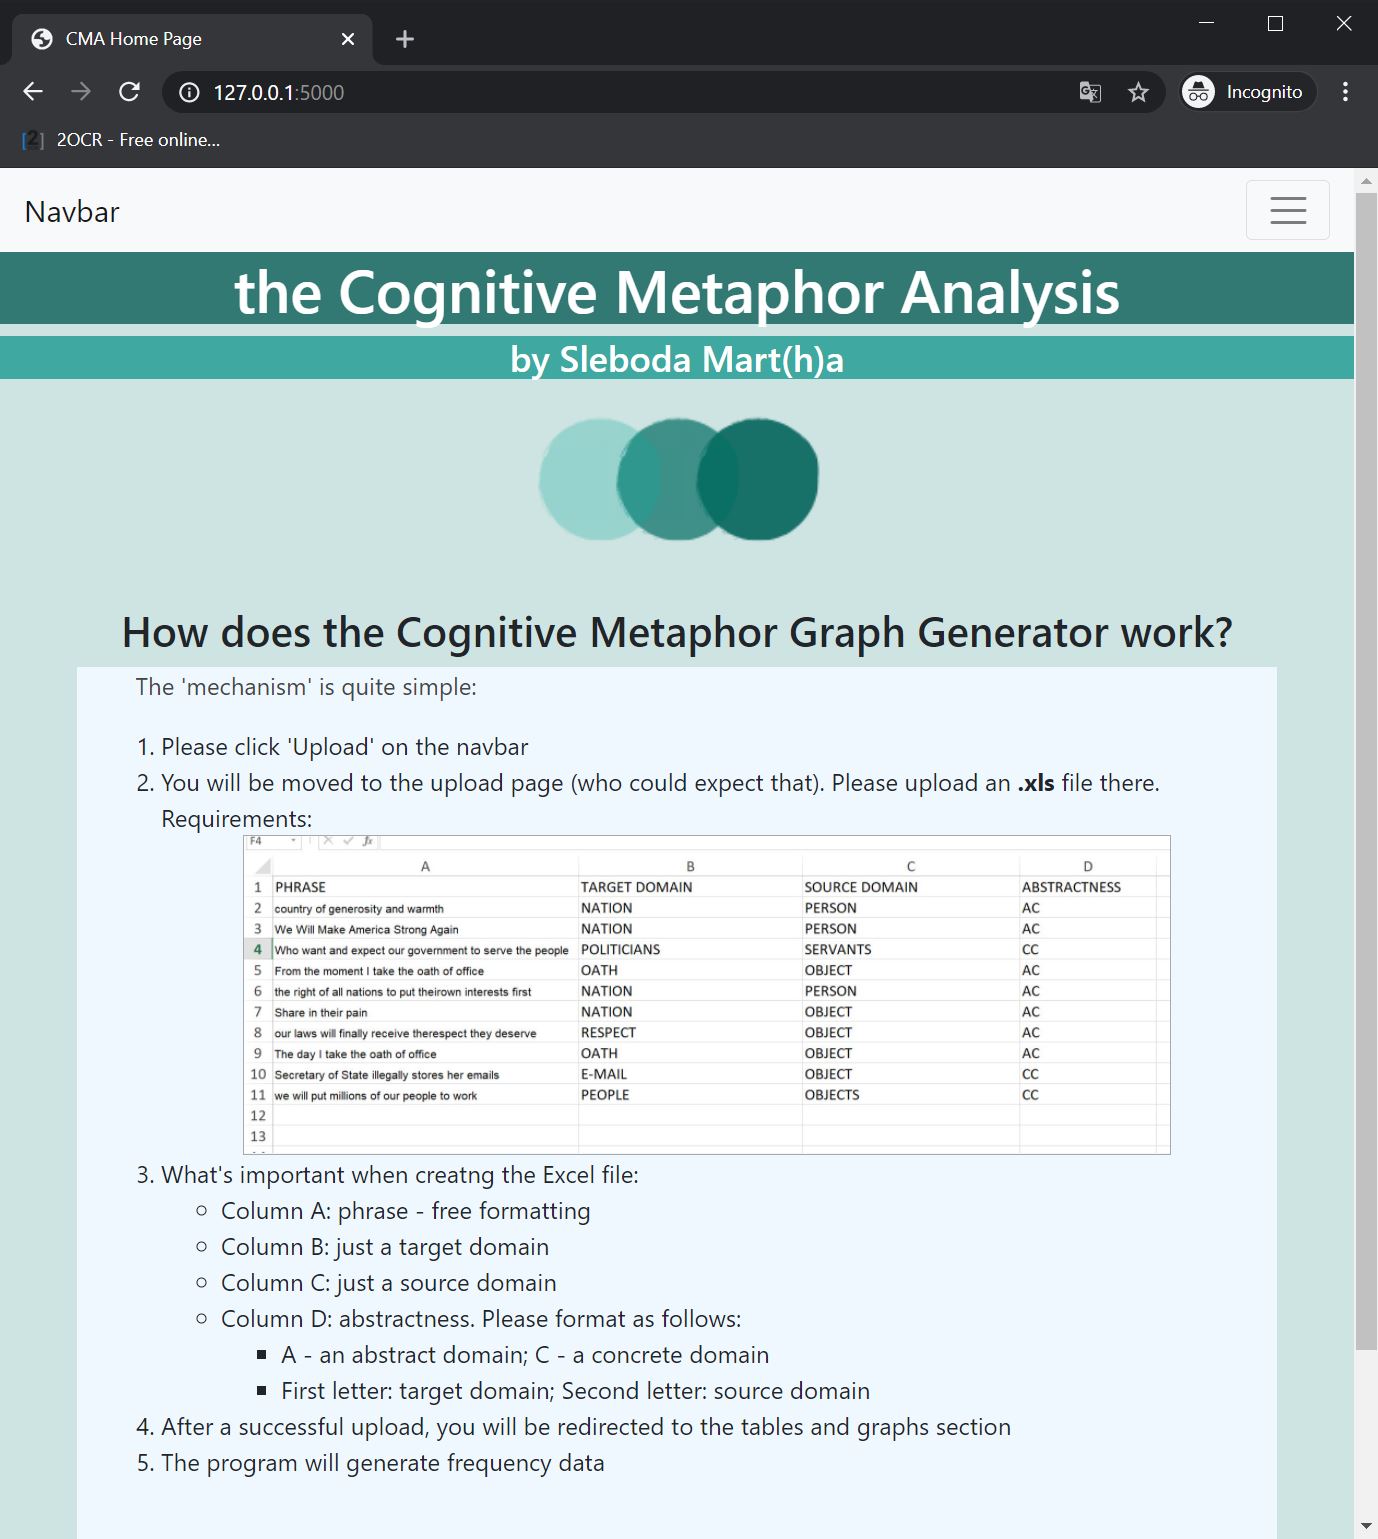 CMA Home Page
127.0.0.1:5000
Incognito
[2] 2OCR - Free online...
Navbar
the Cognitive Metaphor Analysis
by Sleboda Mart(h)a
How does the Cognitive Metaphor Graph Generator work?
The 'mechanism' is quite simple:
1. Please click 'Upload' on the navbar
2. You will be moved to the upload page (who could expect that). Please upload an .xls file there.
Requirements:
F4 fx
A B C D
1 PHRASE TARGET DOMAIN SOURCE DOMAIN ABSTRACTNESS
2 country of generosity and warmth NATION PERSON AC
3 We Will Make America Strong Again NATION PERSON AC
4 Who want and expect our government to serve the people POLITICIANS SERVANTS CC
5 From the moment I take the oath of office OATH OBJECT AC
6 the right of all nations to put theirown interests first NATION PERSON AC
7 Share in their pain NATION OBJECT AC
8 our laws will finally receive therespect they deserve RESPECT OBJECT AC
9 The day I take the oath of office OATH OBJECT AC
10 Secretary of State illegally stores her emails E-MAIL OBJECT CC
11 we will put millions of our people to work PEOPLE OBJECTS CC
12
13
3. What's important when creatng the Excel file:
Column A: phrase - free formatting
Column B: just a target domain
Column C: just a source domain
Column D: abstractness. Please format as follows:
A - an abstract domain; C - a concrete domain
First letter: target domain; Second letter: source domain
4. After a successful upload, you will be redirected to the tables and graphs section
5. The program will generate frequency data